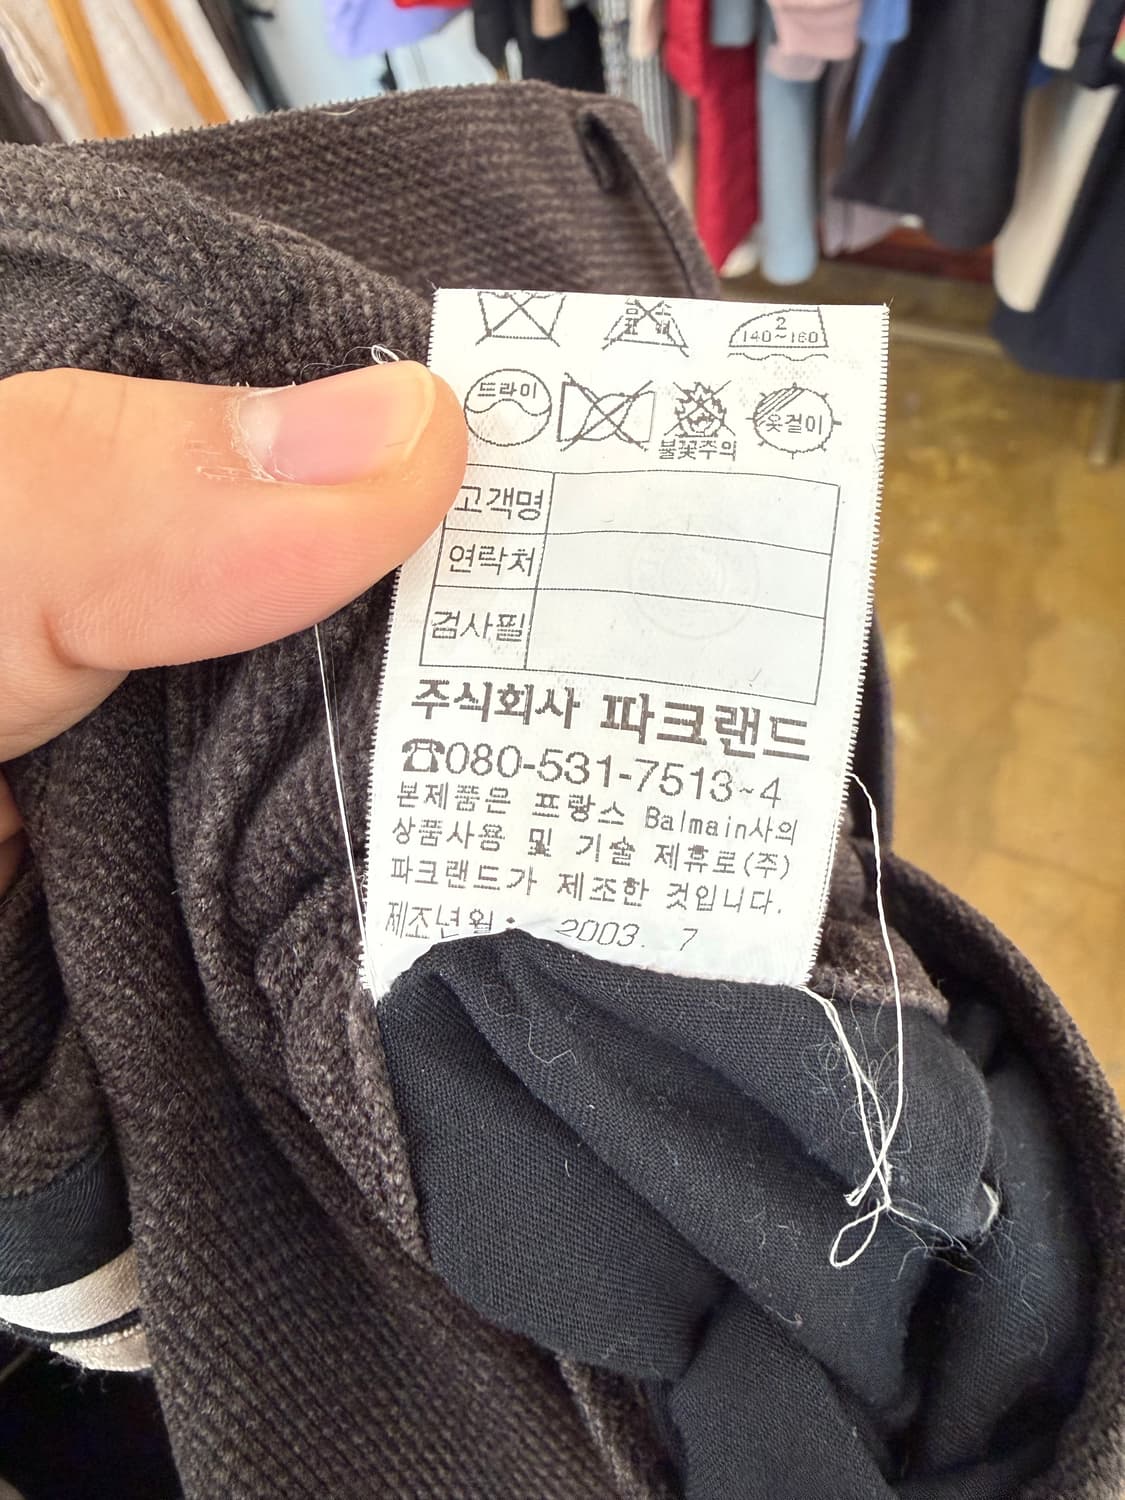 염소
표백
2
140~160
드라이
불꽃주의
옷걸이
고객명
연락처
검사필
주식회사 파크랜드
☎080-531-7513~4
본제품은 프랑스 Balmain사의
상품사용 및 기술 제휴로(주)
파크랜드가 제조한 것입니다.
제조년월: 2003. 7